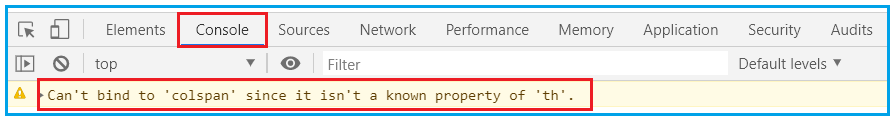 Elements Console Sources Network Performance Memory Application Security Audits
top Filter Default levels
Can't bind to 'colspan' since it isn't a known property of 'th'.